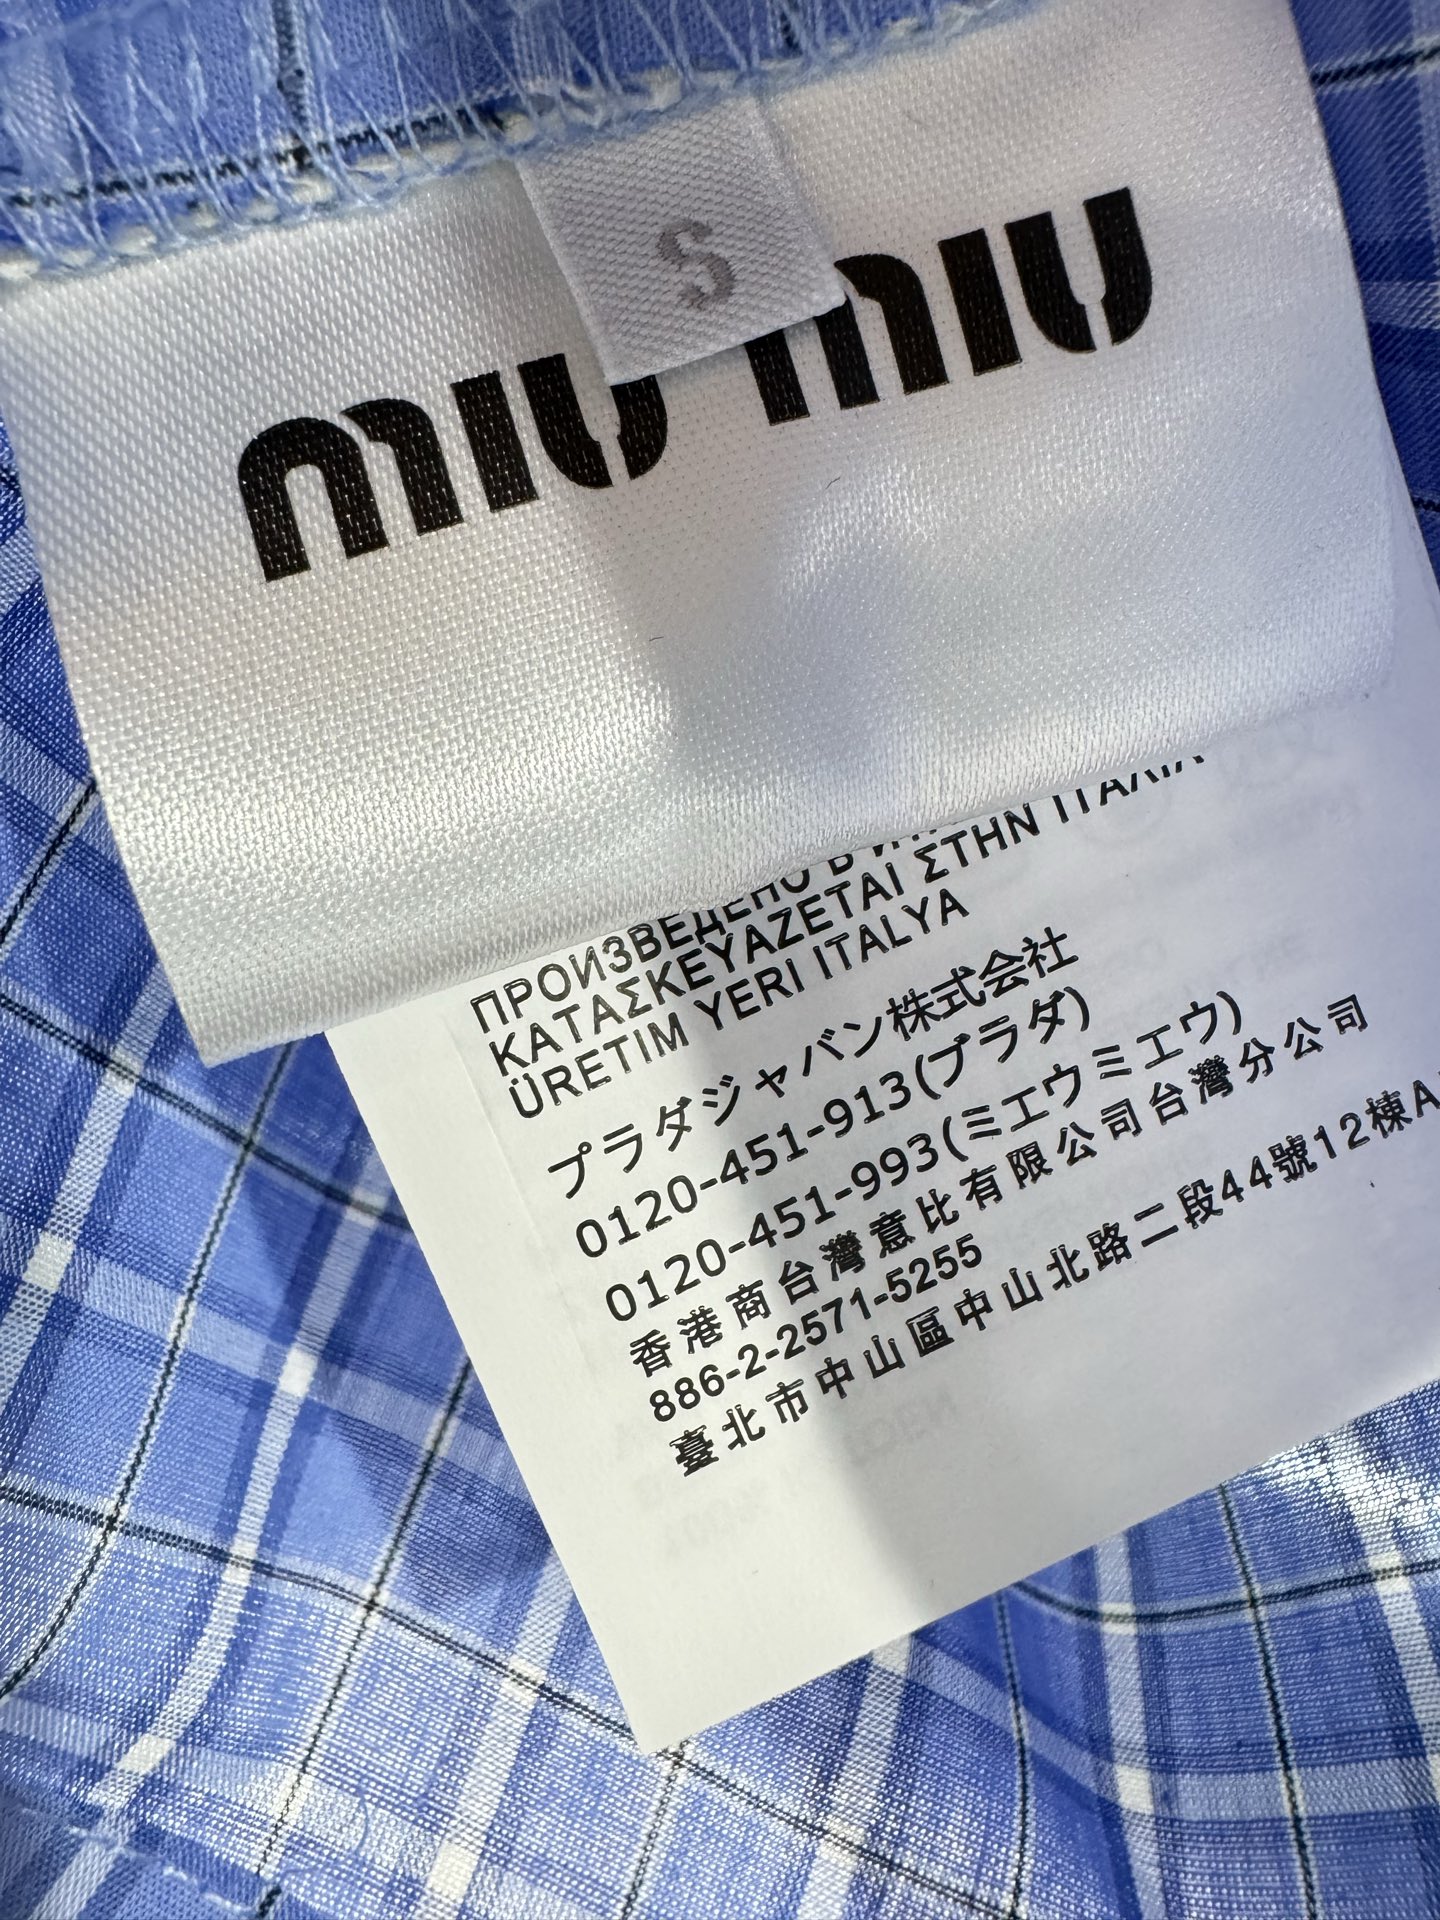 S
miu miu
ПРОИЗВЕДЕНО В
ΚΑΤΑΣΚΕΥΑΖΕΤΑΙ ΣΤΗΝ ΙΤΑΛΙΑ
ÜRETIM YERI ITALYA
プラダジャパン株式会社
0120-451-913(プラダ)
0120-451-993(ミエウミエウ)
香港商台灣意比有限公司台灣分公司
886-2-2571-5255
臺北市中山區中山北路二段44號12棟A